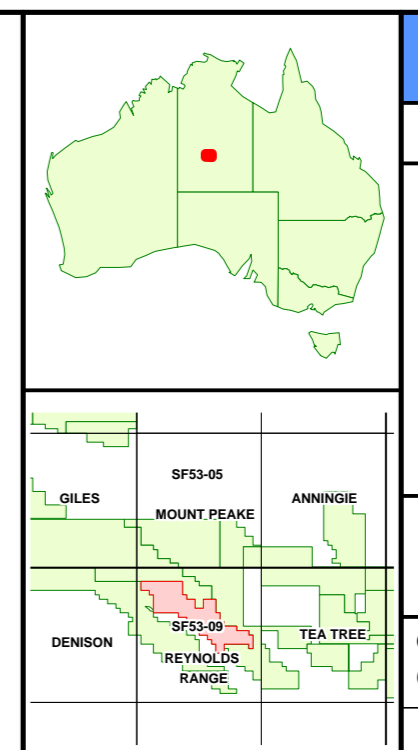 SF53-05
GILES
ANNINGIE
MOUNT PEAKE
SF53-09
DENISON
TEA TREE
REYNOLDS
RANGE